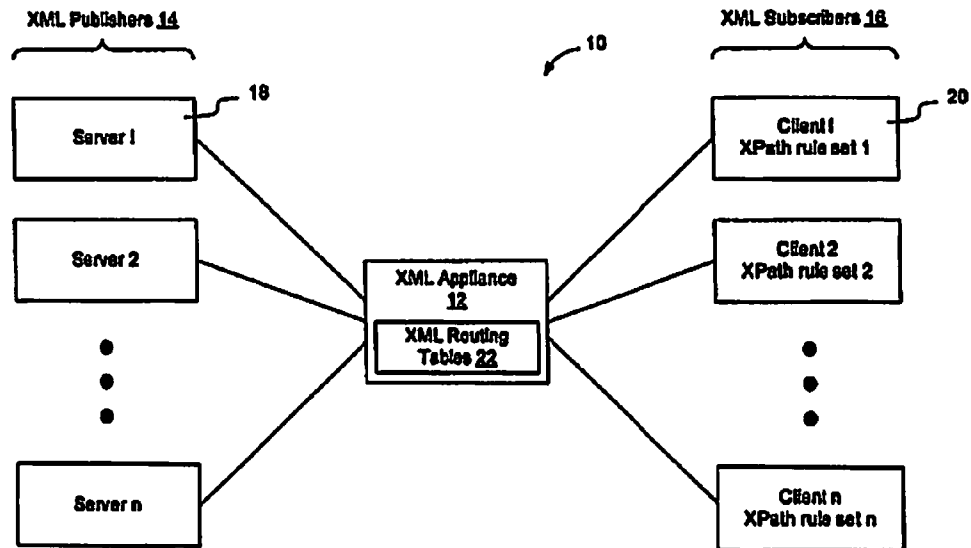 XML Publishers 14
XML Subscribers 16
10
18
20
Server 1
Client 1
XPath rule set 1
Server 2
Client 2
XPath rule set 2
XML Appliance
12
XML Routing
Tables 22
Server n
Client n
XPath rule set n